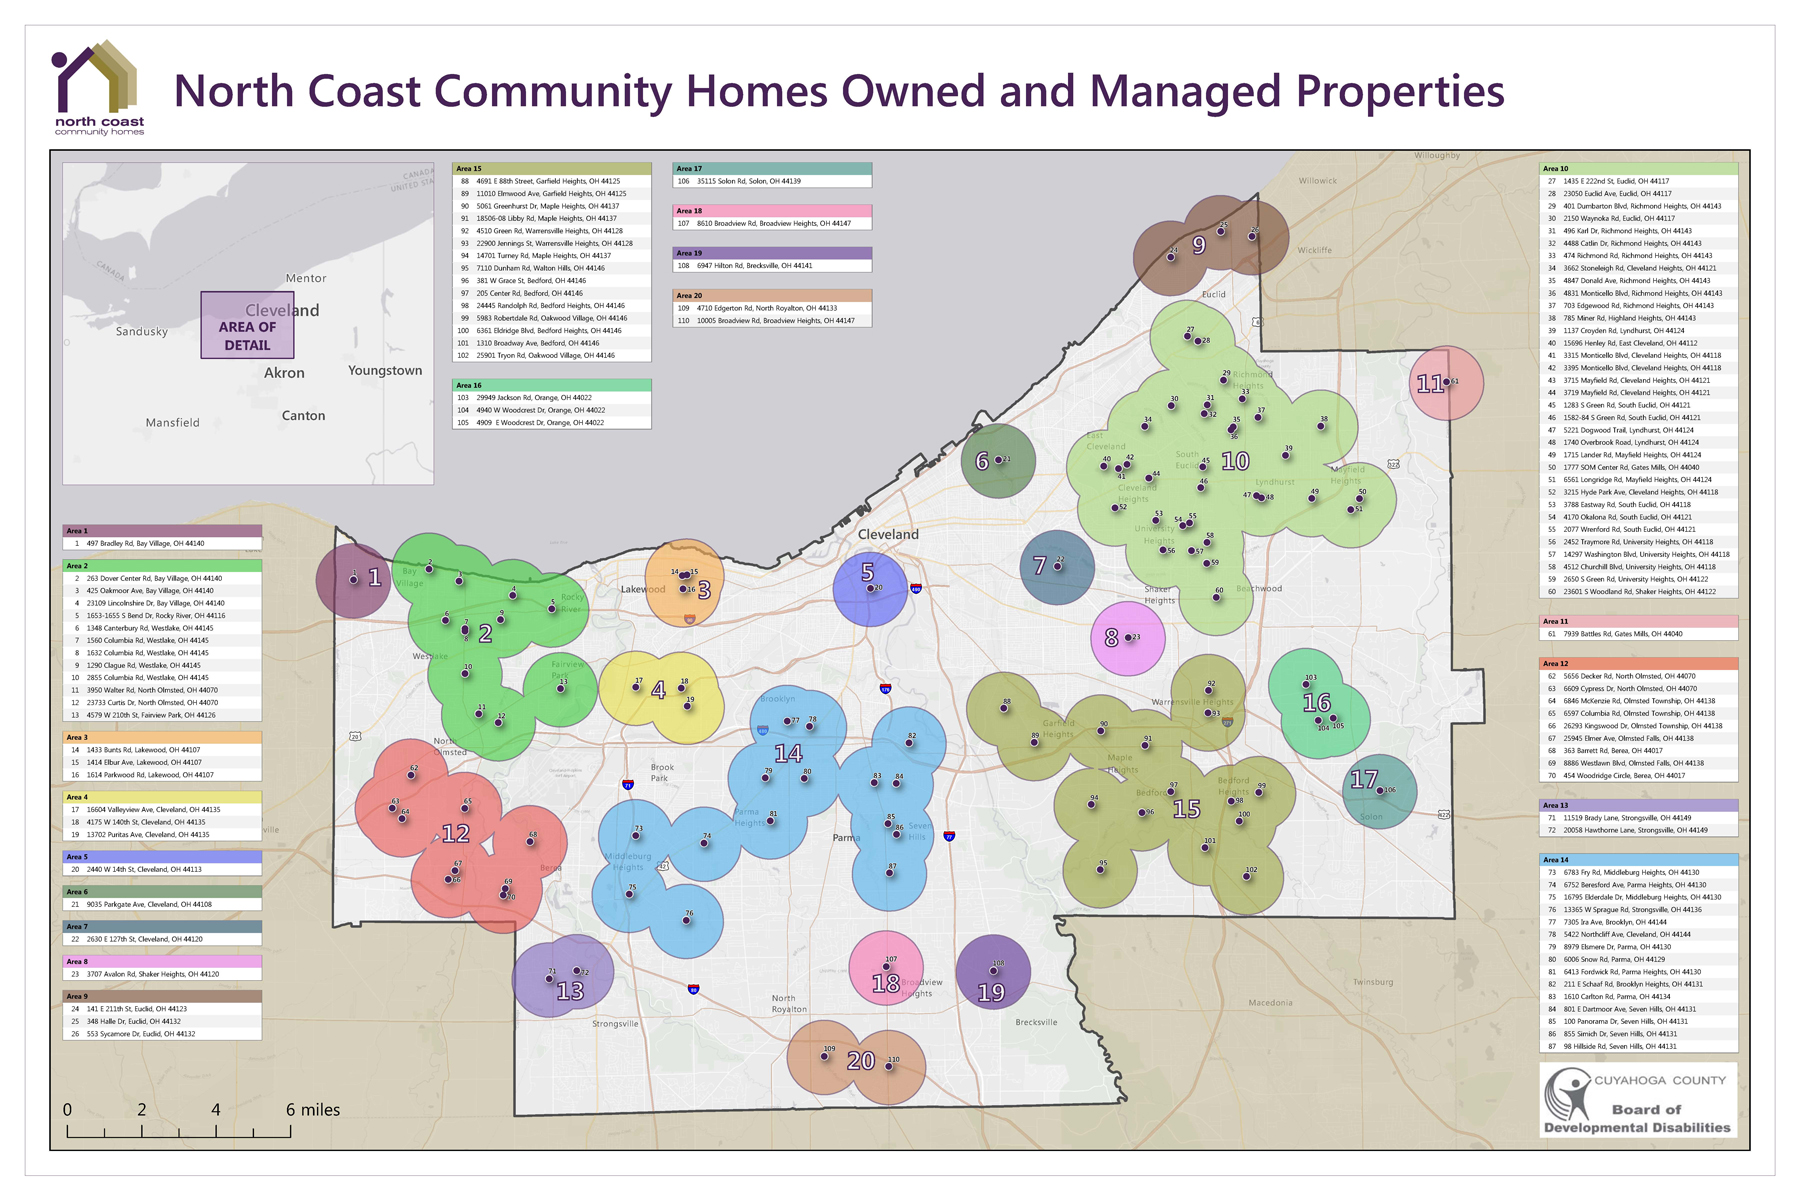 North Coast Community Homes Owned and Managed Properties
north coast
community homes
CANADA
UNITED STA
CANADA
Mentor
Cleveland
AREA OF
DETAIL
Sandusky
Akron
Youngstown
Canton
Mansfield
Area 15
88 4691 E 88th Street, Garfield Heights, OH 44125
89 11010 Elmwood Ave, Garfield Heights, OH 44125
90 5061 Greenhurst Dr, Maple Heights, OH 44137
91 18506-08 Libby Rd, Maple Heights, OH 44137
92 4510 Green Rd, Warrensville Heights, OH 44128
93 22900 Jennings St, Warrensville Heights, OH 44128
94 14701 Turney Rd, Maple Heights, OH 44137
95 7110 Dunham Rd, Walton Hills, OH 44146
96 381 W Grace St, Bedford, OH 44146
97 205 Center Rd, Bedford, OH 44146
98 24445 Randolph Rd, Bedford Heights, OH 44146
99 5983 Robertdale Rd, Oakwood Village, OH 44146
100 6361 Eldridge Blvd, Bedford Heights, OH 44146
101 1310 Broadway Ave, Bedford Heights, OH 44146
102 25901 Tryon Rd, Oakwood Village, OH 44146
Area 16
103 29949 Jackson Rd, Orange, OH 44022
104 4940 W Woodcrest Dr, Orange, OH 44022
105 4909 E Woodcrest Dr, Orange, OH 44022
Area 17
106 35115 Solon Rd, Solon, OH 44139
Area 18
107 8610 Broadview Rd, Broadview Heights, OH 44147
Area 19
108 6947 Hilton Rd, Brecksville, OH 44141
Area 20
109 4710 Edgerton Rd, North Royalton, OH 44133
110 10005 Broadview Rd, Broadview Heights, OH 44147
Area 10
27 1435 E 222nd St, Euclid, OH 44117
28 23050 Euclid Ave, Euclid, OH 44117
29 401 Dumbarton Blvd, Richmond Heights, OH 44143
30 2150 Waynoka Rd, Euclid, OH 44117
31 496 Karl Dr, Richmond Heights, OH 44143
32 4488 Catlin Dr, Richmond Heights, OH 44143
33 474 Richmond Rd, Richmond Heights, OH 44143
34 3662 Stoneleigh Rd, Cleveland Heights, OH 44121
35 4847 Donald Ave, Richmond Heights, OH 44143
36 4831 Monticello Blvd, Richmond Heights, OH 44143
37 703 Edgewood Rd, Richmond Heights, OH 44143
38 785 Miner Rd, Highland Heights, OH 44143
39 1137 Croyden Rd, Lyndhurst, OH 44124
40 15696 Henley Rd, East Cleveland, OH 44112
41 3315 Monticello Blvd, Cleveland Heights, OH 44118
42 3395 Monticello Blvd, Cleveland Heights, OH 44118
43 3715 Mayfield Rd, Cleveland Heights, OH 44121
44 3719 Mayfield Rd, Cleveland Heights, OH 44121
45 1283 S Green Rd, South Euclid, OH 44121
46 1582-84 S Green Rd, South Euclid, OH 44121
47 5221 Dogwood Trail, Lyndhurst, OH 44124
48 1740 Overbrook Road, Lyndhurst, OH 44124
49 1715 Lander Rd, Mayfield Heights, OH 44124
50 1777 SOM Center Rd, Gates Mills, OH 44040
51 6561 Longridge Rd, Mayfield Heights, OH 44124
52 3215 Hyde Park Ave, Cleveland Heights, OH 44118
53 3788 Eastway Rd, South Euclid, OH 44118
54 4170 Okalona Rd, South Euclid, OH 44121
55 2077 Wrenford Rd, South Euclid, OH 44121
56 2452 Traymore Rd, University Heights, OH 44118
57 14297 Washington Blvd, University Heights, OH 44118
58 4512 Churchill Blvd, University Heights, OH 44118
59 2650 S Green Rd, University Heights, OH 44122
60 23601 S Woodland Rd, Shaker Heights, OH 44122
Area 11
61 7939 Battles Rd, Gates Mills, OH 44040
Area 12
62 5656 Decker Rd, North Olmsted, OH 44070
63 6609 Cypress Dr, North Olmsted, OH 44070
64 6846 McKenzie Rd, Olmsted Township, OH 44138
65 6597 Columbia Rd, Olmsted Township, OH 44138
66 26293 Kingswood Dr, Olmsted Township, OH 44138
67 25945 Elmer Ave, Olmsted Falls, OH 44138
68 363 Barrett Rd, Berea, OH 44017
69 8886 Westlawn Blvd, Olmsted Falls, OH 44138
70 454 Woodridge Circle, Berea, OH 44017
Area 13
71 11519 Brady Lane, Strongsville, OH 44149
72 20058 Hawthorne Lane, Strongsville, OH 44149
Area 14
73 6783 Fry Rd, Middleburg Heights, OH 44130
74 6752 Beresford Ave, Parma Heights, OH 44130
75 16795 Elderdale Dr, Middleburg Heights, OH 44130
76 13365 W Sprague Rd, Strongsville, OH 44136
77 7305 Ira Ave, Brooklyn, OH 44144
78 5422 Northcliff Ave, Cleveland, OH 44144
79 8979 Elsmere Dr, Parma, OH 44130
80 6006 Snow Rd, Parma, OH 44129
81 6413 Fordwick Rd, Parma Heights, OH 44130
82 211 E Schaaf Rd, Brooklyn Heights, OH 44131
83 1610 Carlton Rd, Parma, OH 44134
84 801 E Dartmoor Ave, Seven Hills, OH 44131
85 100 Panorama Dr, Seven Hills, OH 44131
86 855 Simich Dr, Seven Hills, OH 44131
87 98 Hillside Rd, Seven Hills, OH 44131
Area 1
1 497 Bradley Rd, Bay Village, OH 44140
Area 2
2 263 Dover Center Rd, Bay Village, OH 44140
3 425 Oakmoor Ave, Bay Village, OH 44140
4 23109 Lincolnshire Dr, Bay Village, OH 44140
5 1653-1655 S Bend Dr, Rocky River, OH 44116
6 1348 Canterbury Rd, Westlake, OH 44145
7 1560 Columbia Rd, Westlake, OH 44145
8 1632 Columbia Rd, Westlake, OH 44145
9 1290 Clague Rd, Westlake, OH 44145
10 2855 Columbia Rd, Westlake, OH 44145
11 3950 Walter Rd, North Olmsted, OH 44070
12 23733 Curtis Dr, North Olmsted, OH 44070
13 4579 W 210th St, Fairview Park, OH 44126
Area 3
14 1433 Bunts Rd, Lakewood, OH 44107
15 1414 Elbur Ave, Lakewood, OH 44107
16 1614 Parkwood Rd, Lakewood, OH 44107
Area 4
17 16604 Valleyview Ave, Cleveland, OH 44135
18 4175 W 140th St, Cleveland, OH 44135
19 13702 Puritas Ave, Cleveland, OH 44135
Area 5
20 2440 W 14th St, Cleveland, OH 44113
Area 6
21 9035 Parkgate Ave, Cleveland, OH 44108
Area 7
22 2630 E 127th St, Cleveland, OH 44120
Area 8
23 3707 Avalon Rd, Shaker Heights, OH 44120
Area 9
24 141 E 211th St, Euclid, OH 44123
25 348 Halle Dr, Euclid, OH 44132
26 553 Sycamore Dr, Euclid, OH 44132
0 2 4 6 miles
Willoughby
Willowick
Wickliffe
Euclid
Richmond
Heights
East
Cleveland
South
Euclid
Cleveland
Heights
Lyndhurst
Mayfield
Heights
University
Heights
Shaker
Heights
Beachwood
Cleveland
Lakewood
Bay
Village
Rocky
River
Westlake
Fairview
Park
North
Olmsted
Brook
Park
Brooklyn
Garfield
Heights
Warrensville Heights
Maple
Heights
Bedford
Bedford
Heights
Solon
Parma
Heights
Parma
Seven
Hills
Middleburg
Heights
Berea
Strongsville
North
Royalton
Broadview
Heights
Brecksville
Macedonia
Twinsburg
1
2
3
4
5
6
7
8
9
10
11
12
13
14
15
16
17
18
19
20
CUYAHOGA COUNTY
Board of
Developmental Disabilities